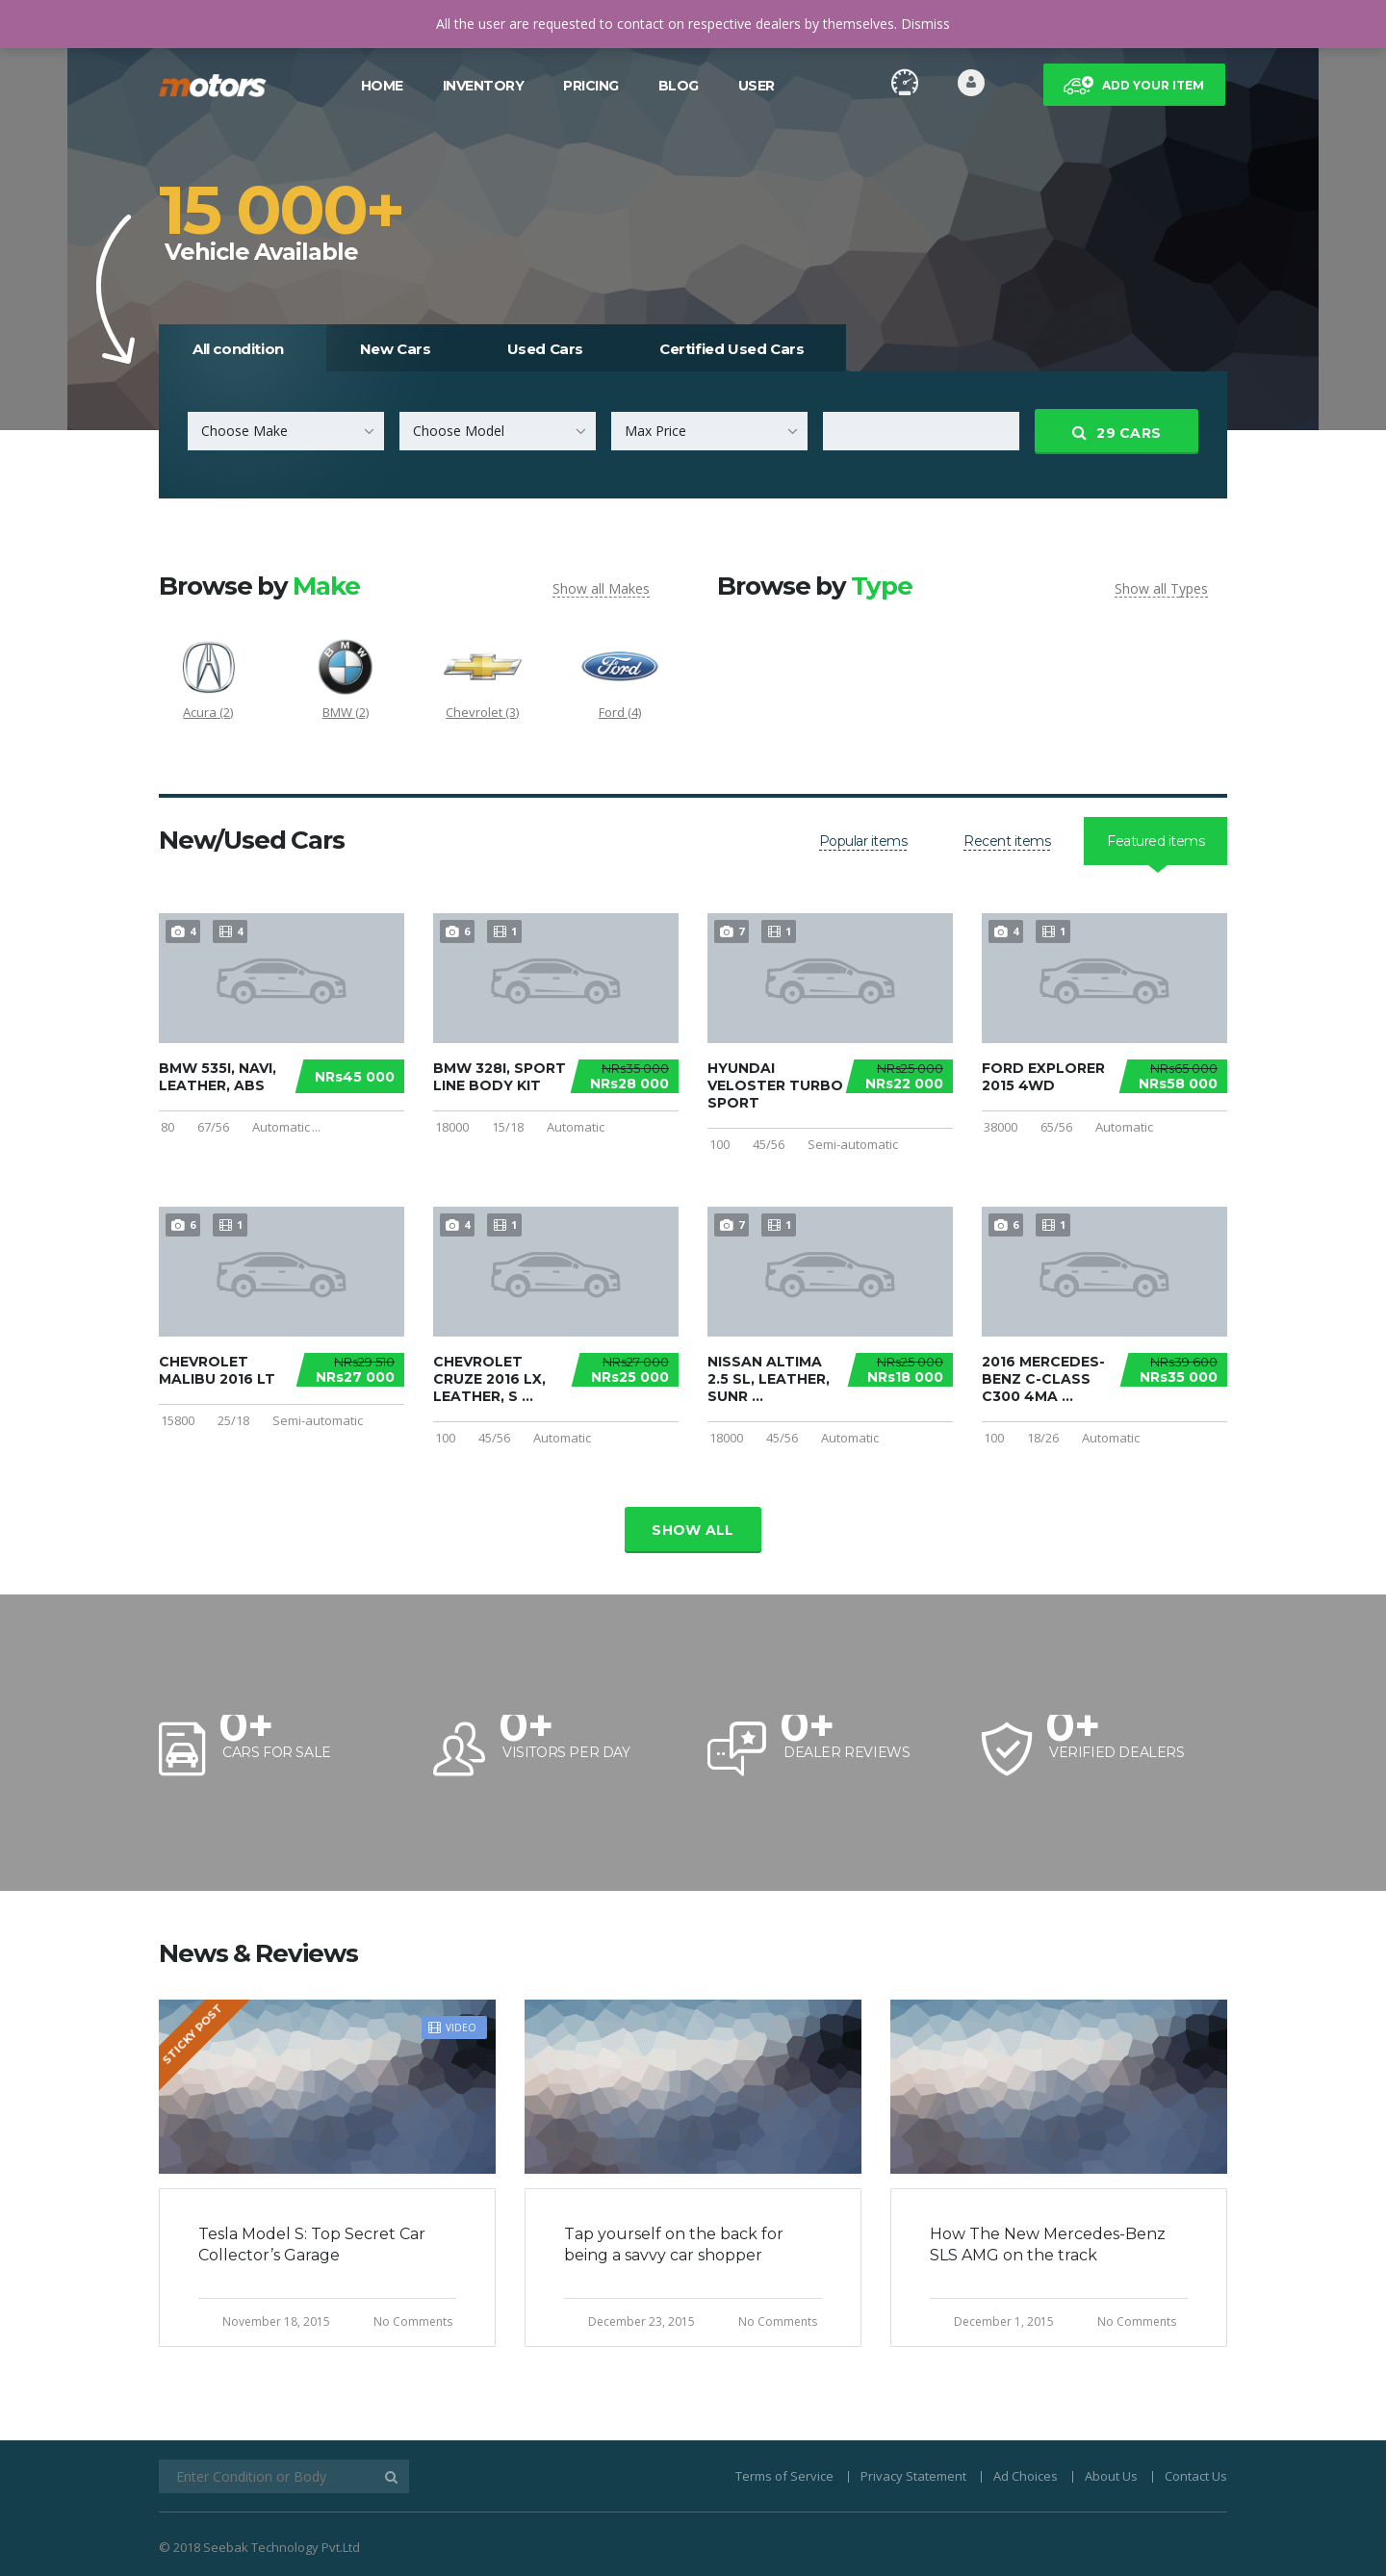 All the user are requested to contact on respective dealers by themselves. Dismiss
motors
HOME INVENTORY PRICING BLOG USER
ADD YOUR ITEM
15 000+
Vehicle Available
All condition New Cars Used Cars Certified Used Cars
Choose Make Choose Model Max Price 29 CARS
Browse by Make Show all Makes
Browse by Type Show all Types
BMW
Ford
Acura (2) BMW (2) Chevrolet (3) Ford (4)
New/Used Cars
Popular items Recent items Featured items
4 4
6 1
7 1
4 1
BMW 535I, NAVI,
LEATHER, ABS
NRs45 000
80 67/56 Automatic ...
BMW 328I, SPORT
LINE BODY KIT
NRs35 000
NRs28 000
18000 15/18 Automatic
HYUNDAI
VELOSTER TURBO
SPORT
NRs25 000
NRs22 000
100 45/56 Semi-automatic
FORD EXPLORER
2015 4WD
NRs65 000
NRs58 000
38000 65/56 Automatic
6 1
4 1
7 1
6 1
CHEVROLET
MALIBU 2016 LT
NRs29 510
NRs27 000
15800 25/18 Semi-automatic
CHEVROLET
CRUZE 2016 LX,
LEATHER, S ...
NRs27 000
NRs25 000
100 45/56 Automatic
NISSAN ALTIMA
2.5 SL, LEATHER,
SUNR ...
NRs25 000
NRs18 000
18000 45/56 Automatic
2016 MERCEDES-
BENZ C-CLASS
C300 4MA ...
NRs39 600
NRs35 000
100 18/26 Automatic
SHOW ALL
0+
CARS FOR SALE
0+
VISITORS PER DAY
0+
DEALER REVIEWS
0+
VERIFIED DEALERS
News & Reviews
STICKY POST
VIDEO
Tesla Model S: Top Secret Car
Collector’s Garage
November 18, 2015 No Comments
Tap yourself on the back for
being a savvy car shopper
December 23, 2015 No Comments
How The New Mercedes-Benz
SLS AMG on the track
December 1, 2015 No Comments
Enter Condition or Body
Terms of Service | Privacy Statement | Ad Choices | About Us | Contact Us
© 2018 Seebak Technology Pvt.Ltd